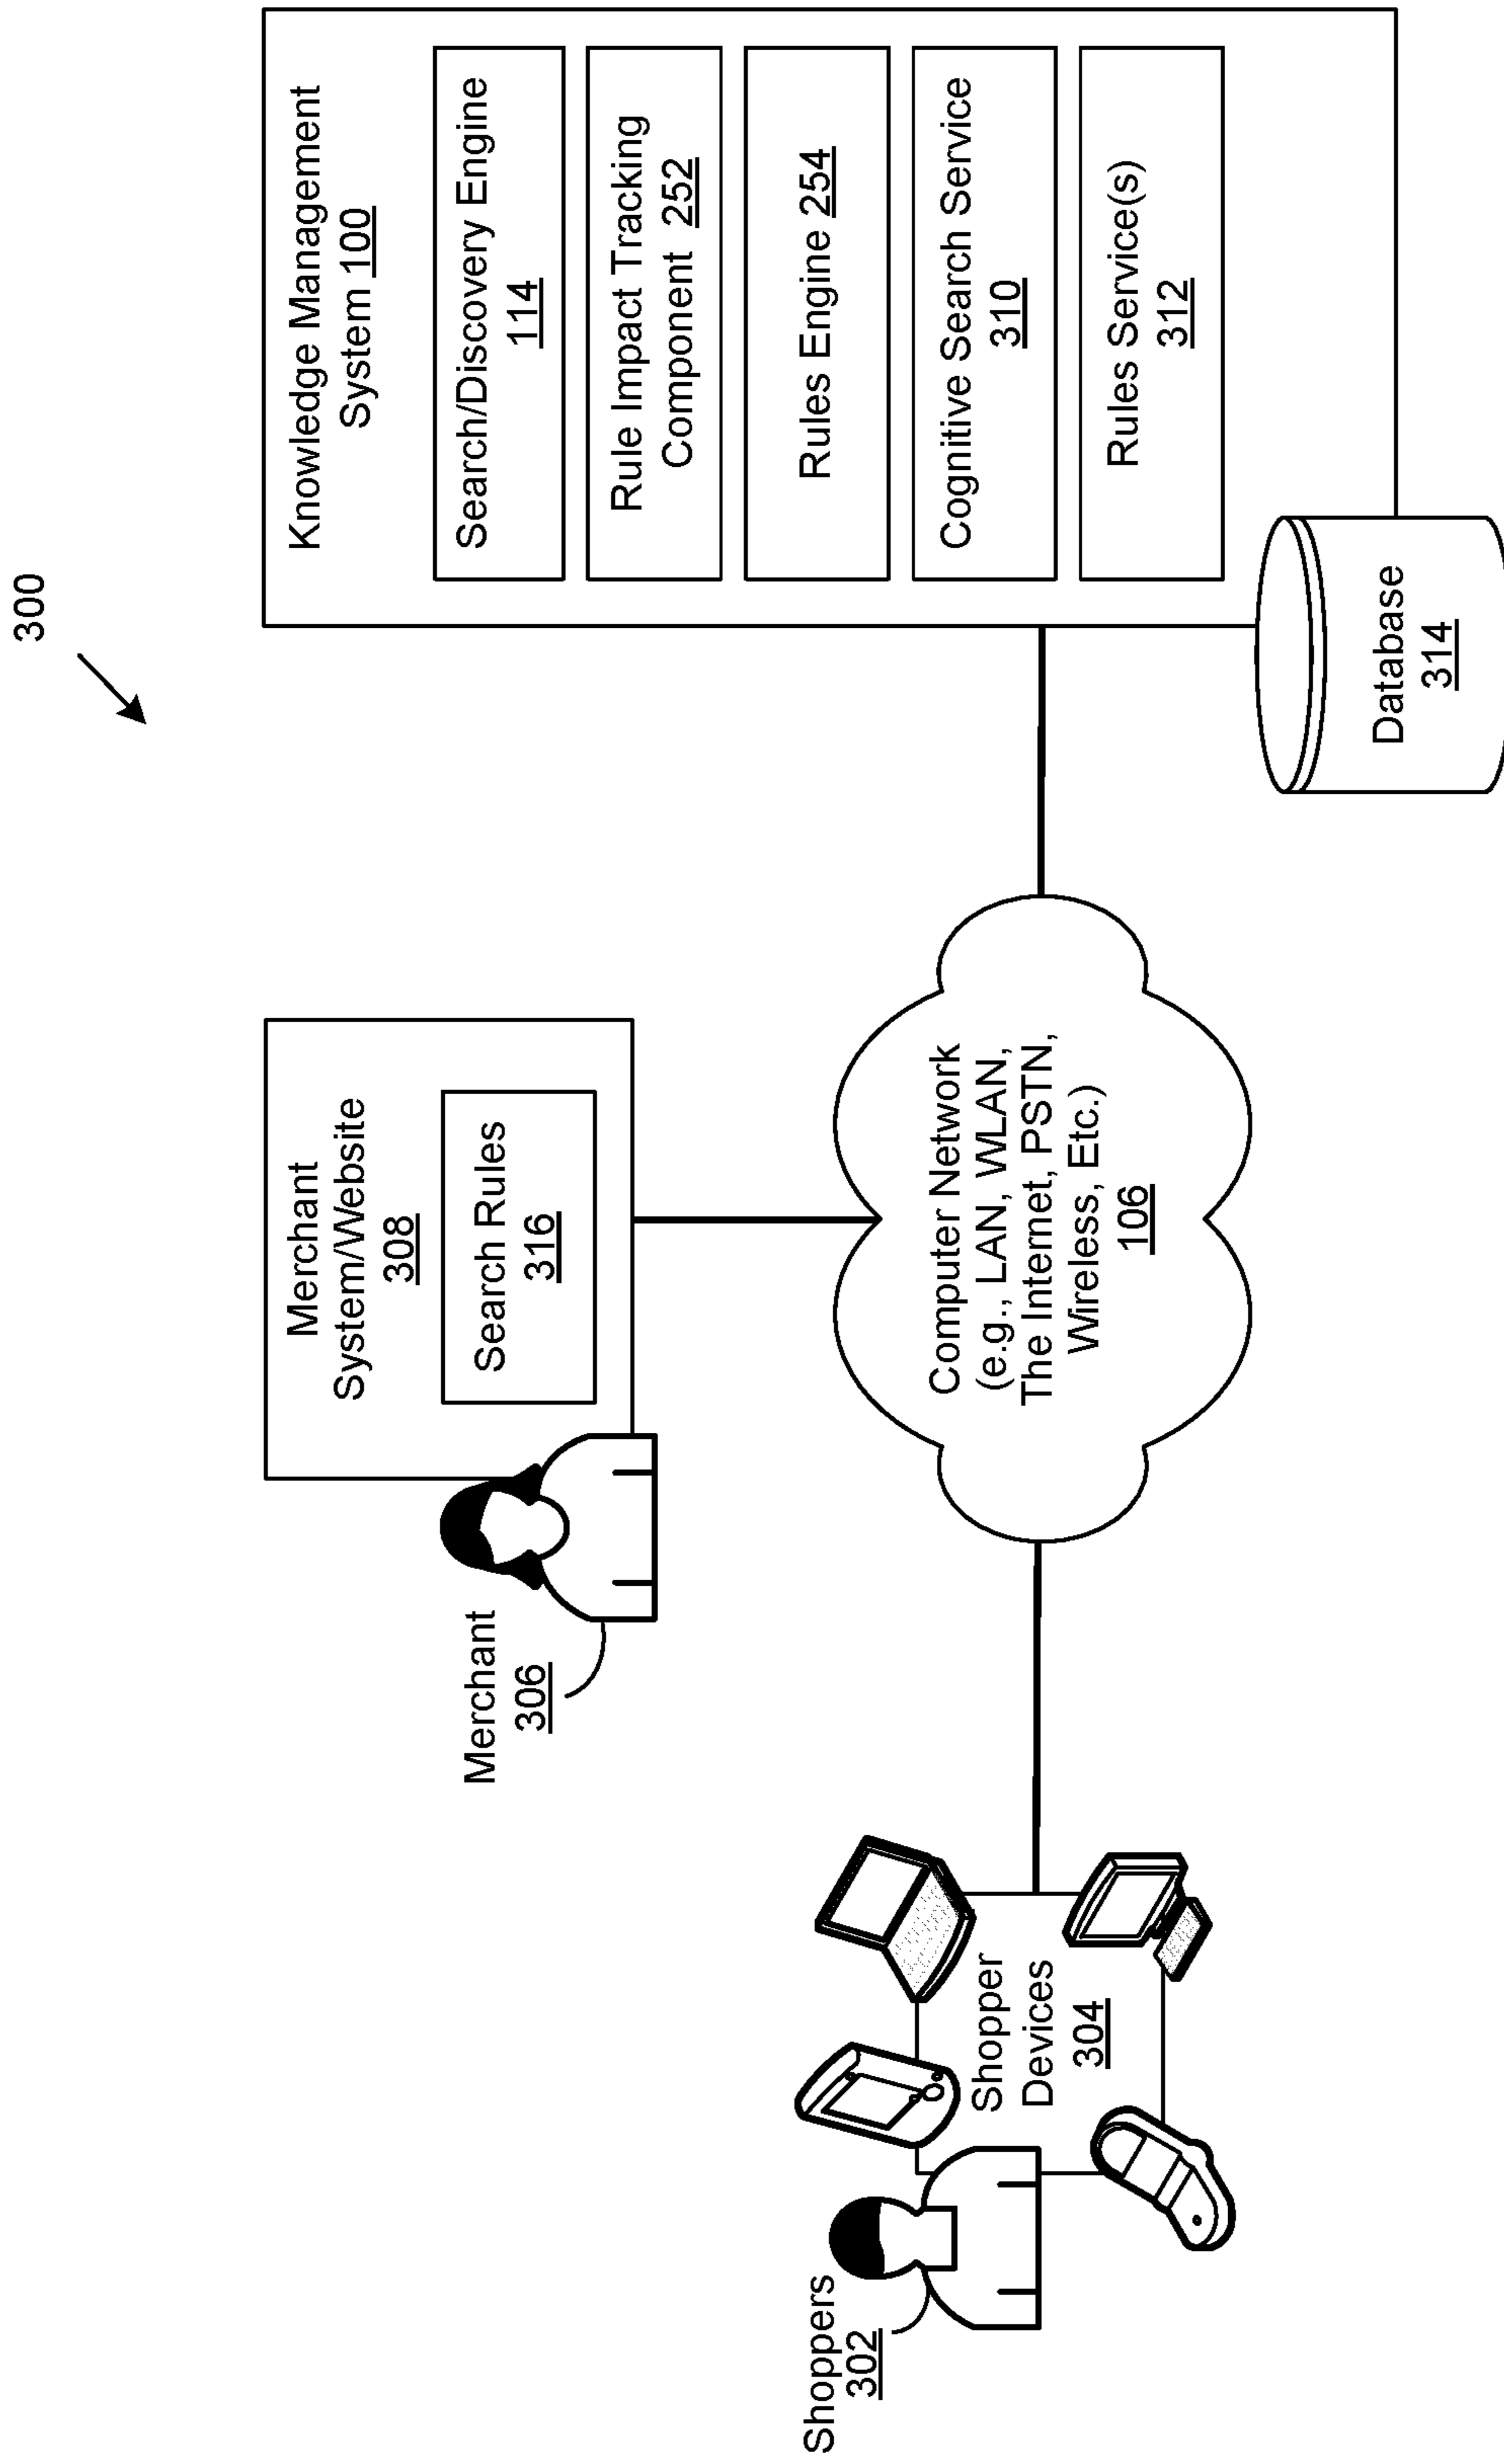 300
Knowledge Management
System 100
Search/Discovery Engine
114
Rule Impact Tracking
Component 252
Rules Engine 254
Cognitive Search Service
310
Rules Service(s)
312
Database
314
Merchant
System/Website
308
Search Rules
316
Merchant
306
Computer Network
(e.g., LAN, WLAN,
The Internet, PSTN,
Wireless, Etc.)
106
Shoppers
302
Shopper
Devices
304